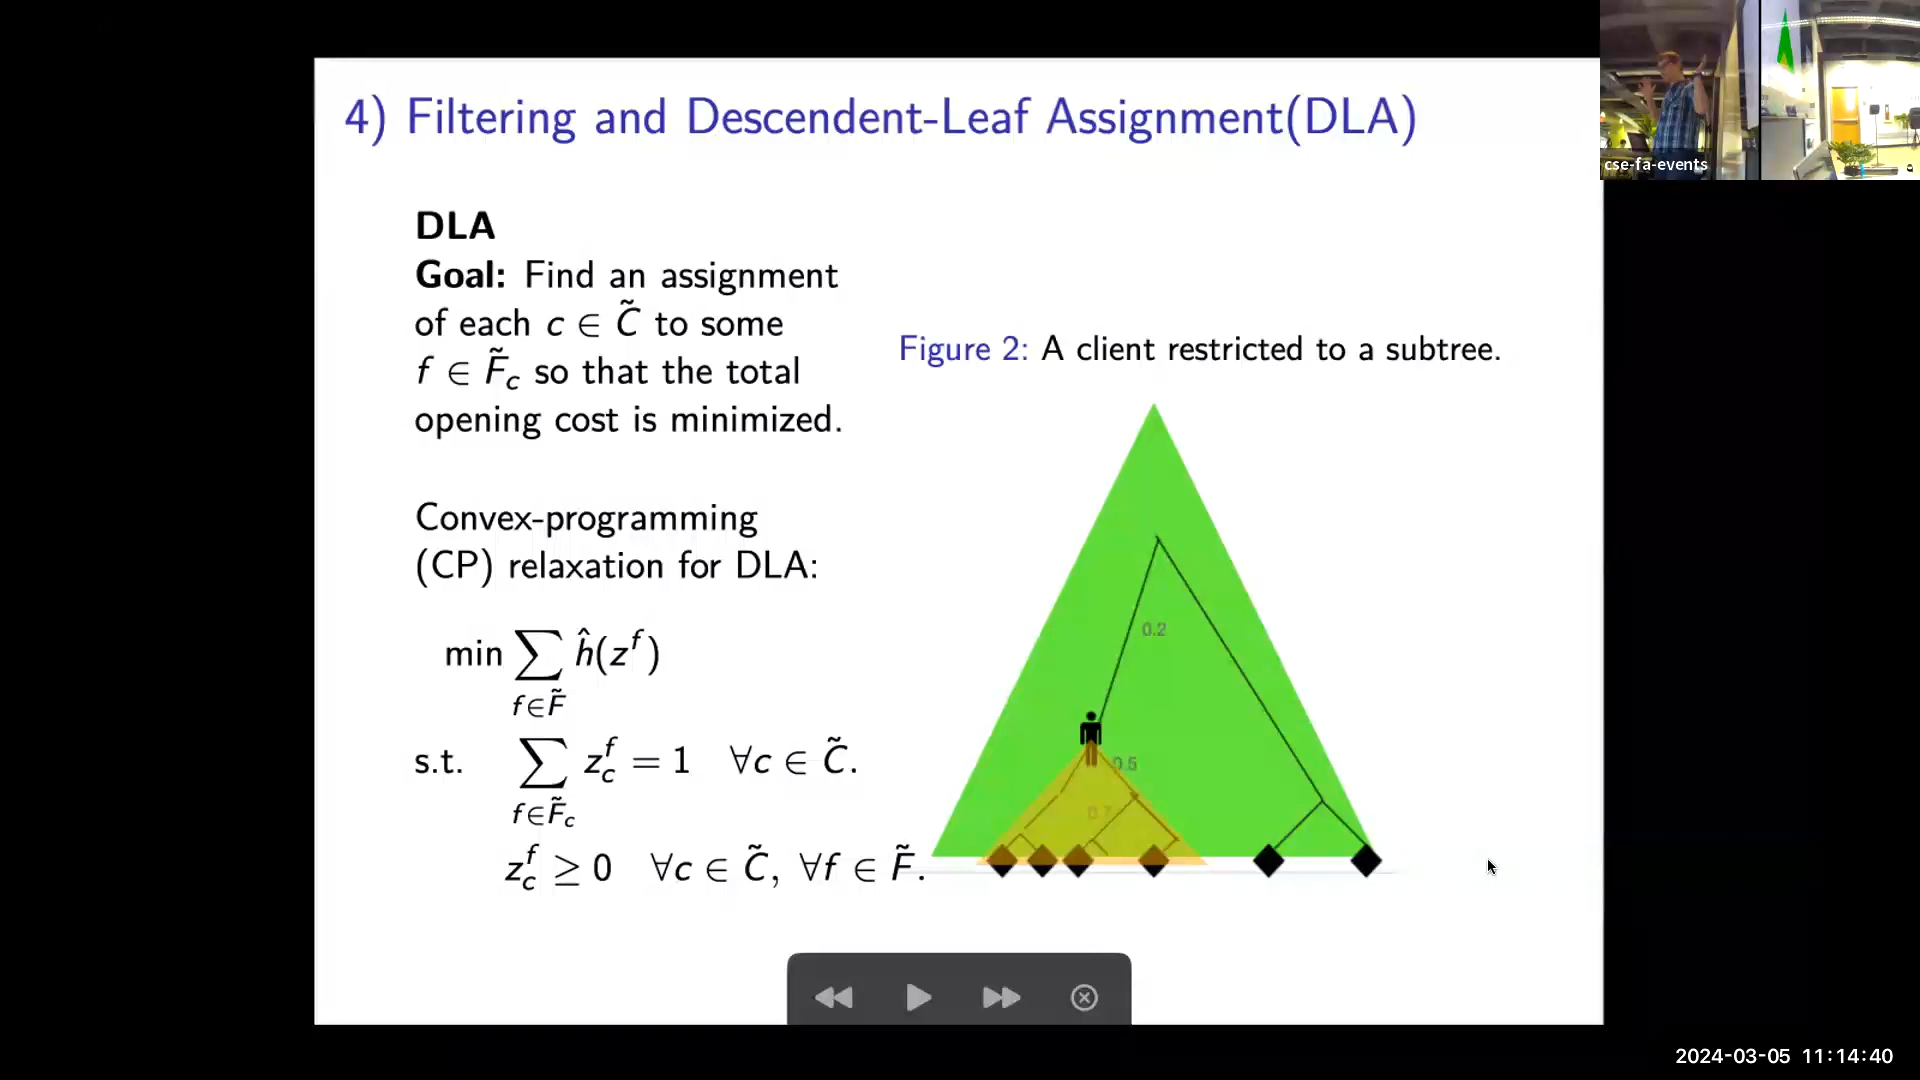 4) Filtering and Descendent-Leaf Assignment(DLA)
cse-fa-events
DLA
Goal: Find an assignment
of each c ∈ C̃ to some
f ∈ F̃_c so that the total
opening cost is minimized.
Convex-programming
(CP) relaxation for DLA:
min ∑_{f∈F̃} ĥ(z^f)
s.t. ∑_{f∈F̃_c} z_c^f = 1 ∀c ∈ C̃.
z_c^f ≥ 0 ∀c ∈ C̃, ∀f ∈ F̃.
Figure 2: A client restricted to a subtree.
0.2
0.5
0.7
2024-03-05 11:14:40